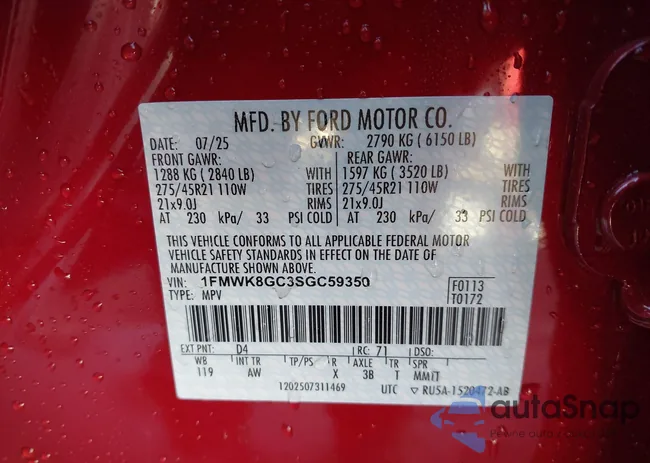 MFD. BY FORD MOTOR CO.
DATE: 07/25 GVWR: 2790 KG ( 6150 LB)
FRONT GAWR: REAR GAWR:
1288 KG ( 2840 LB) WITH 1597 KG ( 3520 LB) WITH
275/45R21 110W TIRES 275/45R21 110W TIRES
21x9.0J RIMS 21x9.0J RIMS
AT 230 kPa/ 33 PSI COLD AT 230 kPa/ 33 PSI COLD
THIS VEHICLE CONFORMS TO ALL APPLICABLE FEDERAL MOTOR
VEHICLE SAFETY STANDARDS IN EFFECT ON THE DATE OF
MANUFACTURE SHOWN ABOVE.
VIN: 1FMWK8GC3SGC59350 F0113
TYPE: MPV T0172
EXT PNT: D4 RC: 71 DSO:
WB INT TR TP/PS R AXLE TR SPR
119 AW X 3B T MMIT
1202507311469 UTC ▽ RU5A-1520472-AB
autoSnap